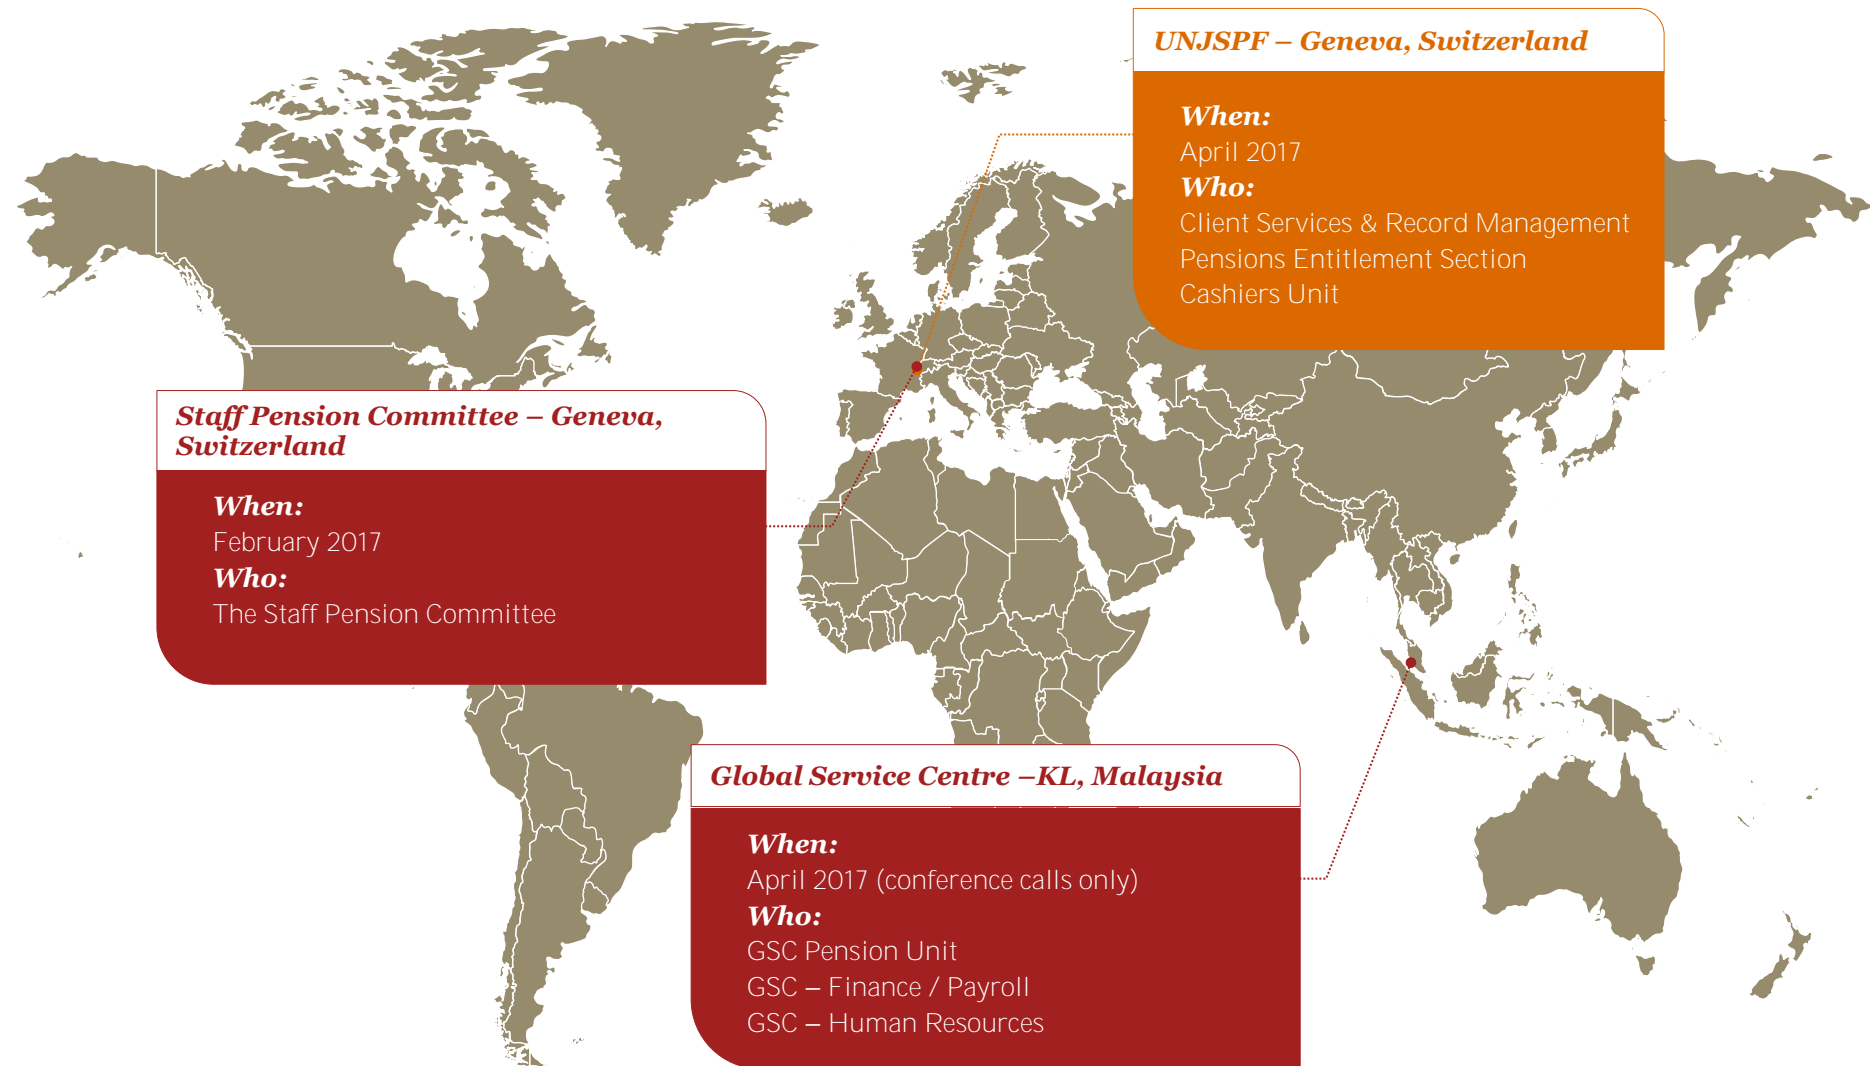 UNJSPF – Geneva, Switzerland
When:
April 2017
Who:
Client Services & Record Management
Pensions Entitlement Section
Cashiers Unit
Staff Pension Committee – Geneva,
Switzerland
When:
February 2017
Who:
The Staff Pension Committee
Global Service Centre –KL, Malaysia
When:
April 2017 (conference calls only)
Who:
GSC Pension Unit
GSC – Finance / Payroll
GSC – Human Resources